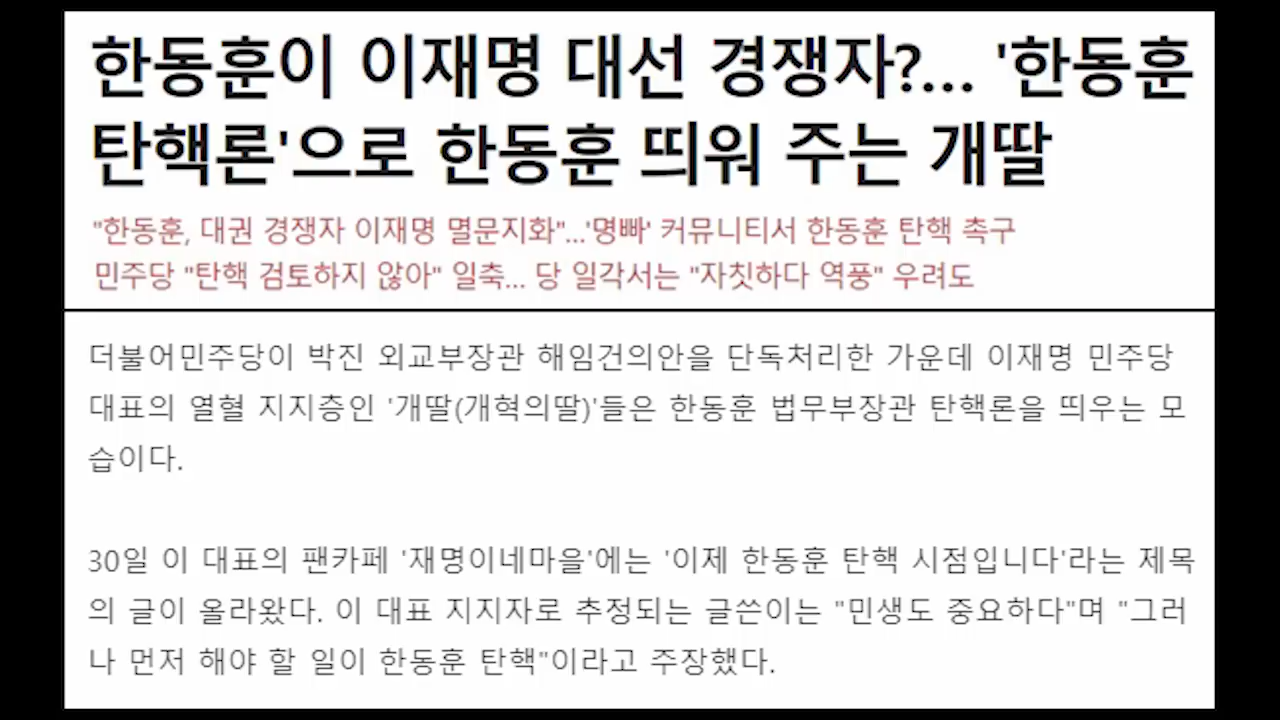 한동훈이 이재명 대선 경쟁자?... '한동훈
탄핵론'으로 한동훈 띄워 주는 개딸
"한동훈, 대권 경쟁자 이재명 멸문지화"...'명빠' 커뮤니티서 한동훈 탄핵 촉구
민주당 "탄핵 검토하지 않아" 일축... 당 일각서는 "자칫하다 역풍" 우려도
더불어민주당이 박진 외교부장관 해임건의안을 단독처리한 가운데 이재명 민주당
대표의 열혈 지지층인 '개딸(개혁의딸)'들은 한동훈 법무부장관 탄핵론을 띄우는 모
습이다.
30일 이 대표의 팬카페 '재명이네마을'에는 '이제 한동훈 탄핵 시점입니다'라는 제목
의 글이 올라왔다. 이 대표 지지자로 추정되는 글쓴이는 "민생도 중요하다"며 "그러
나 먼저 해야 할 일이 한동훈 탄핵"이라고 주장했다.